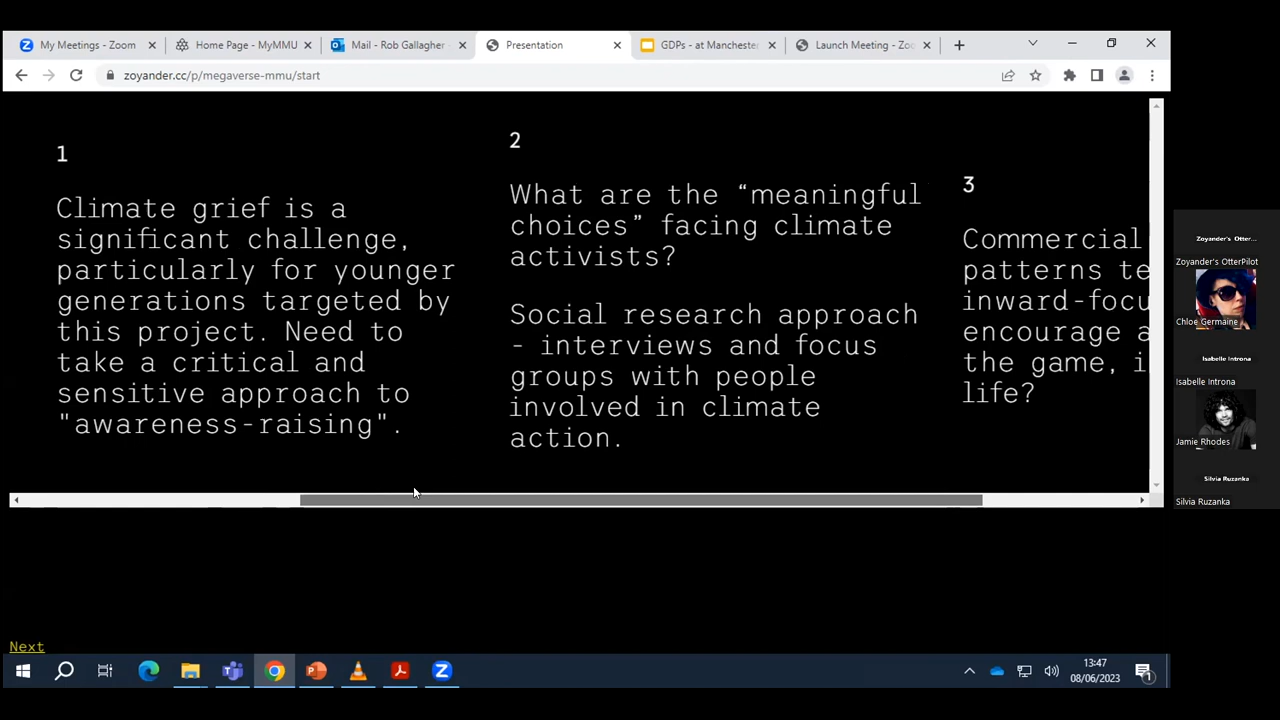 My Meetings - Zoom
Home Page - MyMMU
Mail - Rob Gallagher -
Presentation
GDPs - at Manchester
Launch Meeting - Zoo
zoyander.cc/p/megaverse-mmu/start
1
Climate grief is a
significant challenge,
particularly for younger
generations targeted by
this project. Need to
take a critical and
sensitive approach to
"awareness-raising".
2
What are the “meaningful
choices” facing climate
activists?
Social research approach
- interviews and focus
groups with people
involved in climate
action.
3
Commercial
patterns te
inward-focu
encourage a
the game, i
life?
Next
Zoyander's Otter...
Zoyander's OtterPilot
Chloé Germaine
Isabelle Introna
Isabelle Introna
Jamie Rhodes
Silvia Ruzanka
Silvia Ruzanka
13:47
08/06/2023
1